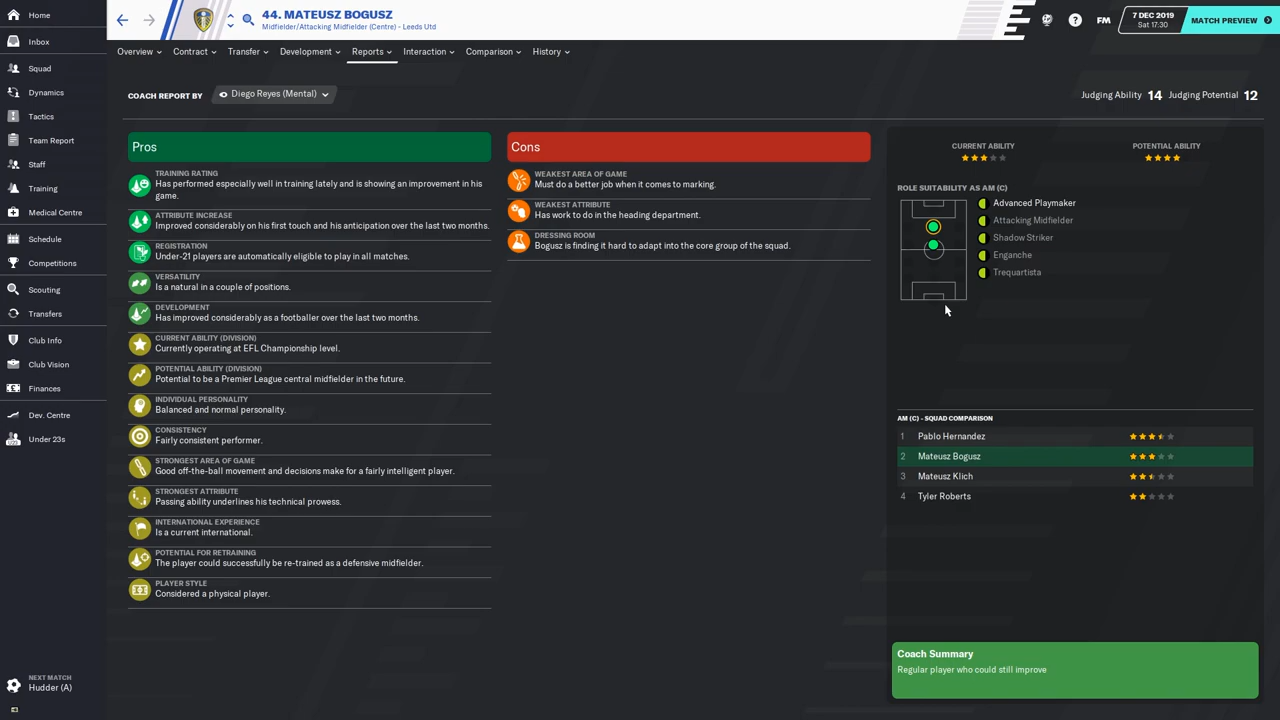 Home
Inbox
Squad
Dynamics
Tactics
Team Report
Staff
Training
Medical Centre
Schedule
Competitions
Scouting
Transfers
Club Info
Club Vision
Finances
Dev. Centre
Under 23s
NEXT MATCH
Hudder (A)
44. MATEUSZ BOGUSZ
Midfielder/Attacking Midfielder (Centre) - Leeds Utd
FM
7 DEC 2019
Sat 17:30
MATCH PREVIEW
Overview
Contract
Transfer
Development
Reports
Interaction
Comparison
History
COACH REPORT BY
Diego Reyes (Mental)
Judging Ability 14
Judging Potential 12
Pros
TRAINING RATING
Has performed especially well in training lately and is showing an improvement in his
game.
ATTRIBUTE INCREASE
Improved considerably on his first touch and his anticipation over the last two months.
REGISTRATION
Under-21 players are automatically eligible to play in all matches.
VERSATILITY
Is a natural in a couple of positions.
DEVELOPMENT
Has improved considerably as a footballer over the last two months.
CURRENT ABILITY (DIVISION)
Currently operating at EFL Championship level.
POTENTIAL ABILITY (DIVISION)
Potential to be a Premier League central midfielder in the future.
INDIVIDUAL PERSONALITY
Balanced and normal personality.
CONSISTENCY
Fairly consistent performer.
STRONGEST AREA OF GAME
Good off-the-ball movement and decisions make for a fairly intelligent player.
STRONGEST ATTRIBUTE
Passing ability underlines his technical prowess.
INTERNATIONAL EXPERIENCE
Is a current international.
POTENTIAL FOR RETRAINING
The player could successfully be re-trained as a defensive midfielder.
PLAYER STYLE
Considered a physical player.
Cons
WEAKEST AREA OF GAME
Must do a better job when it comes to marking.
WEAKEST ATTRIBUTE
Has work to do in the heading department.
DRESSING ROOM
Bogusz is finding it hard to adapt into the core group of the squad.
CURRENT ABILITY
POTENTIAL ABILITY
ROLE SUITABILITY AS AM (C)
Advanced Playmaker
Attacking Midfielder
Shadow Striker
Enganche
Trequartista
AM (C) - SQUAD COMPARISON
1 Pablo Hernandez
2 Mateusz Bogusz
3 Mateusz Klich
4 Tyler Roberts
Coach Summary
Regular player who could still improve